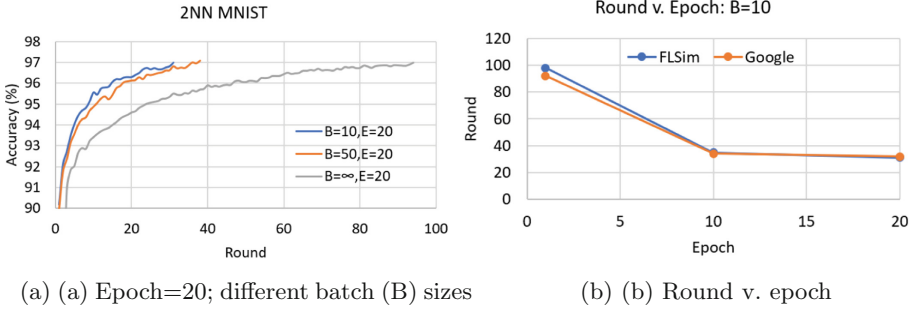 2NN MNIST
Accuracy (%)
98
97
96
95
94
93
92
91
90
B=10,E=20
B=50,E=20
B=∞,E=20
0 20 40 60 80 100
Round
(a) (a) Epoch=20; different batch (B) sizes
Round v. Epoch: B=10
FLSim Google
Round
120
100
80
60
40
20
0
0 5 10 15 20
Epoch
(b) (b) Round v. epoch